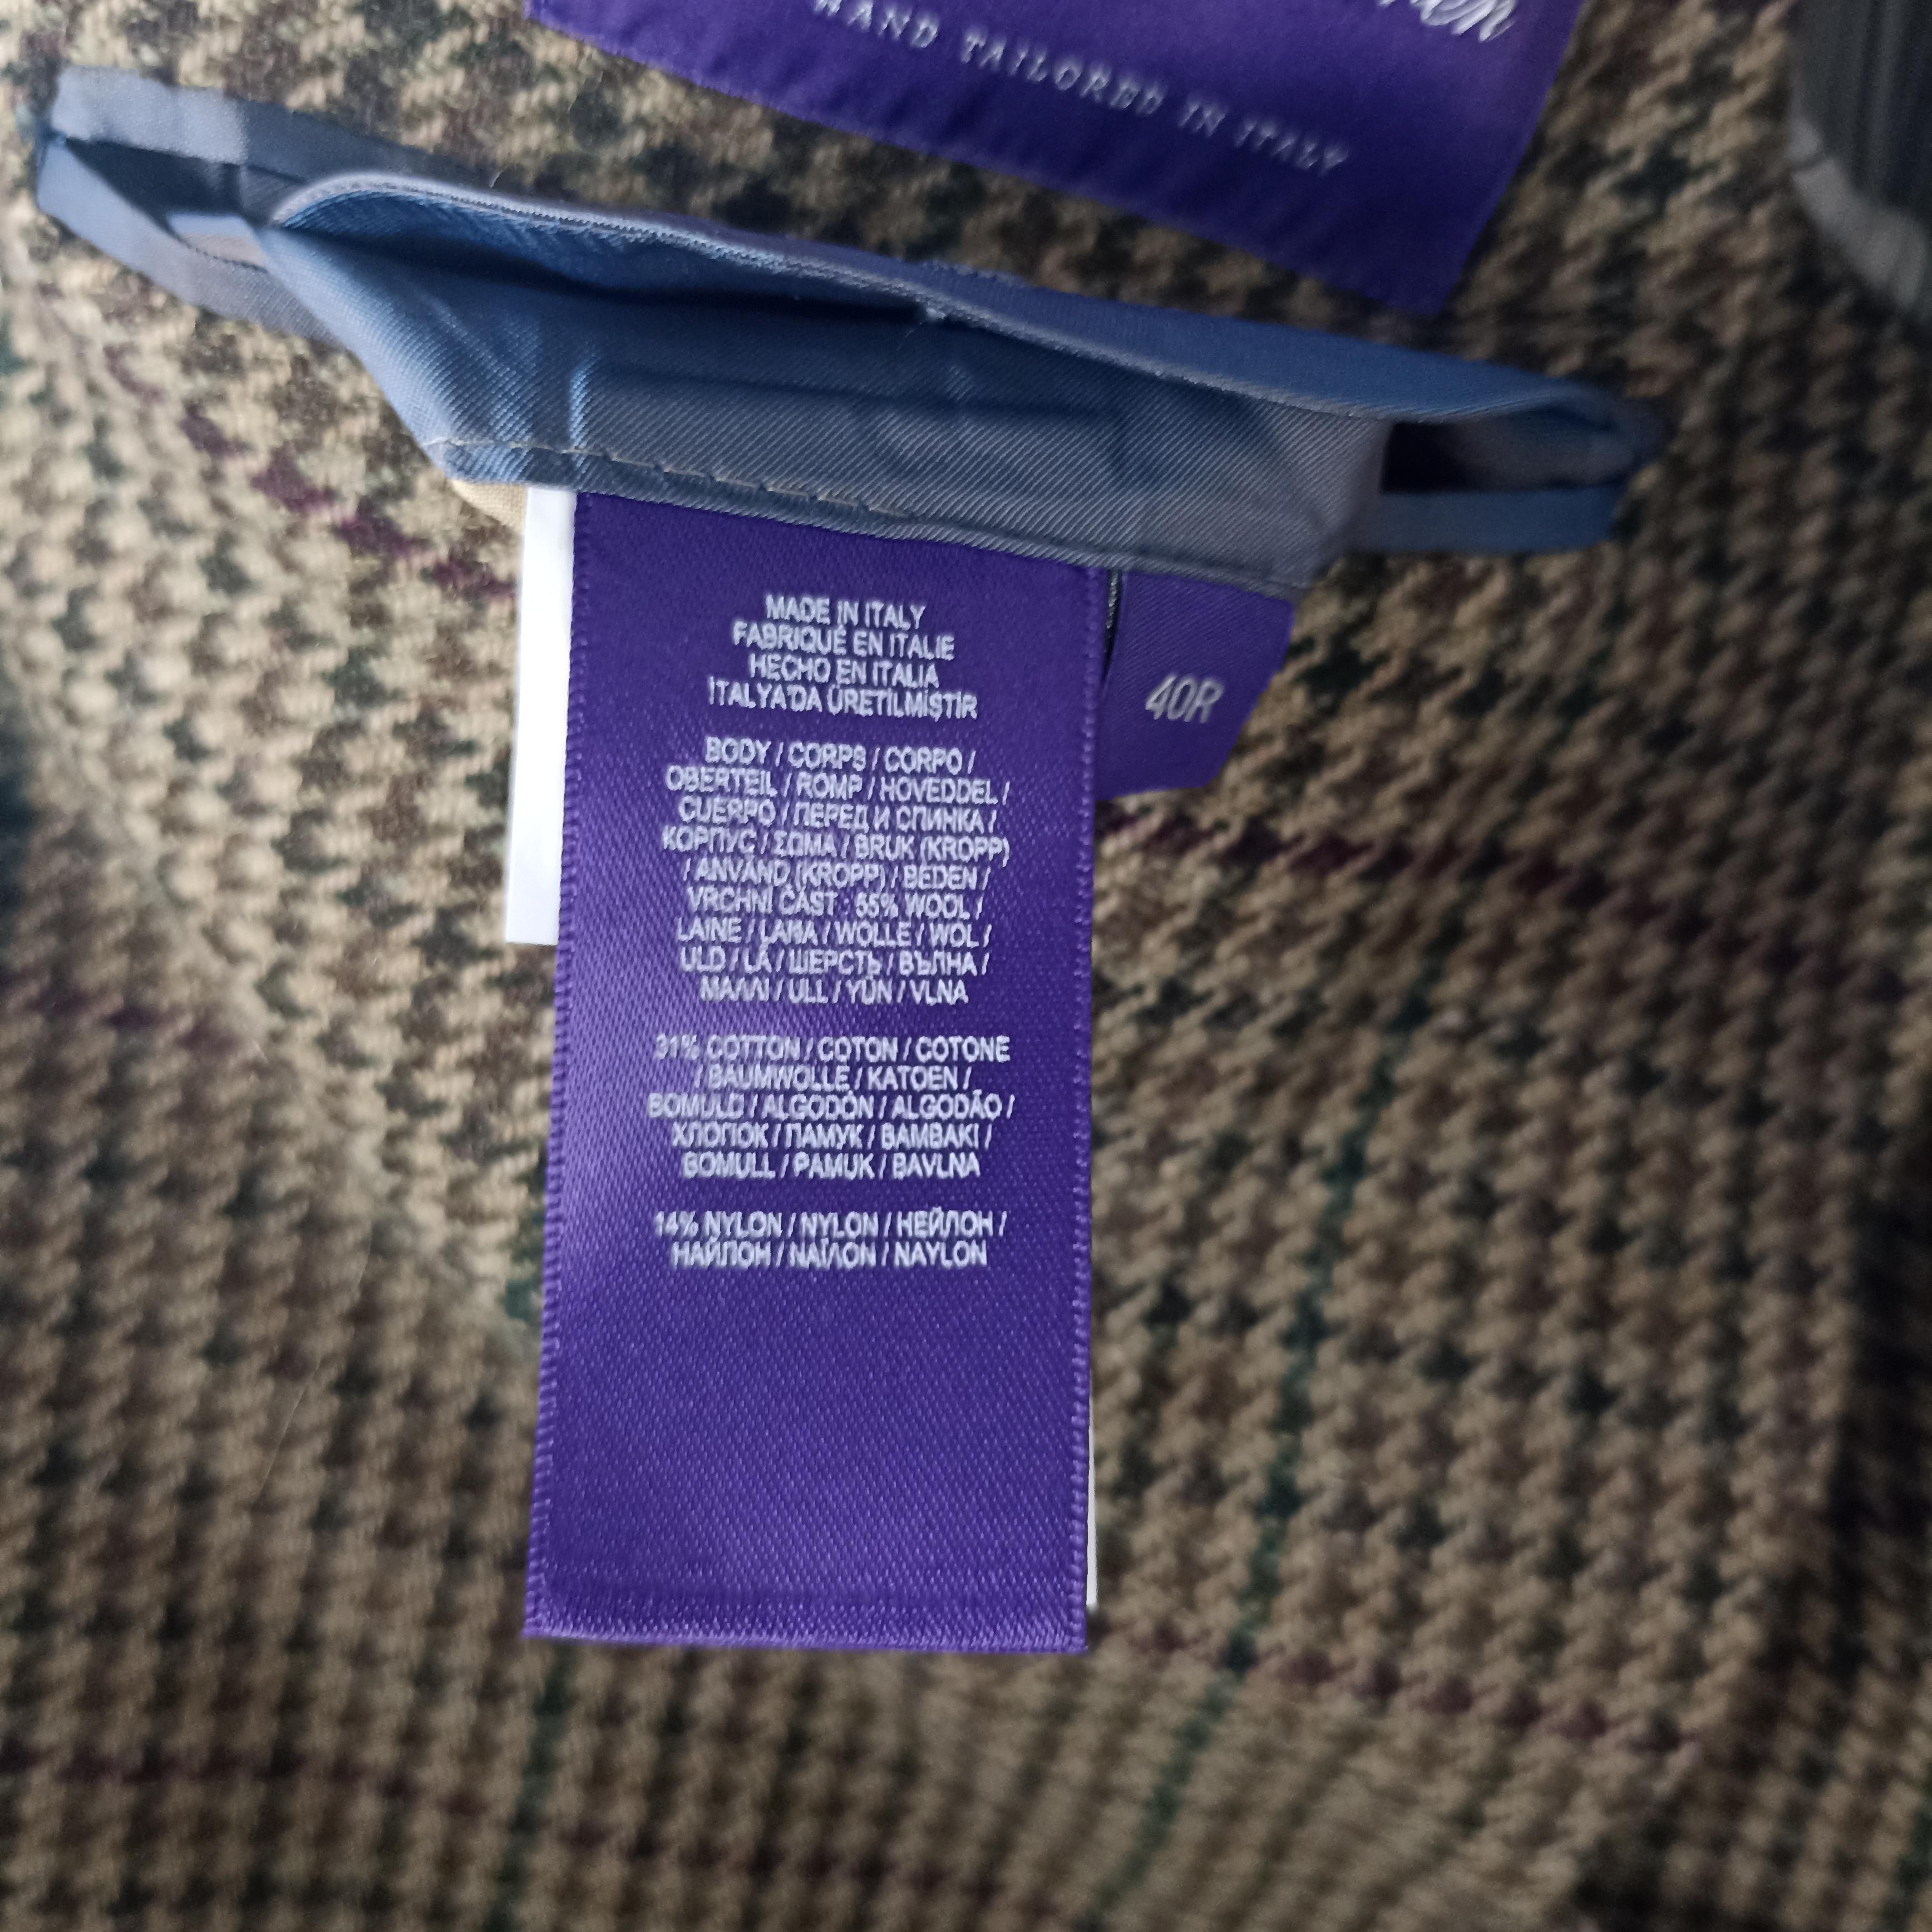 HAND TAILORED IN ITALY
MADE IN ITALY
FABRIQUÉ EN ITALIE
HECHO EN ITALIA
İTALYA'DA ÜRETİLMİŞTİR
BODY / CORPS / CORPO /
OBERTEIL / ROMP / HOVEDDEL /
CUERPO / ПЕРЕД И СПИНКА /
КОРПУС / ΣΩΜΑ / BRUK (KROPP)
/ ANVÄND (KROPP) / BEDEN /
VRCHNÍ ČÁST : 55% WOOL /
LAINE / LANA / WOLLE / WOL /
ULD / LÃ / ШЕРСТЬ / ВЪЛНА /
ΜΑΛΛΙ / ULL / YÜN / VLNA
31% COTTON / COTON / COTONE
/ BAUMWOLLE / KATOEN /
BOMULD / ALGODÓN / ALGODÃO /
ХЛОПОК / ПАМУК / ΒΑΜΒΑΚΙ /
BOMULL / PAMUK / BAVLNA
14% NYLON / NYLON / НЕЙЛОН /
НАЙЛОН / ΝΑΪΛΟΝ / NAYLON
40R